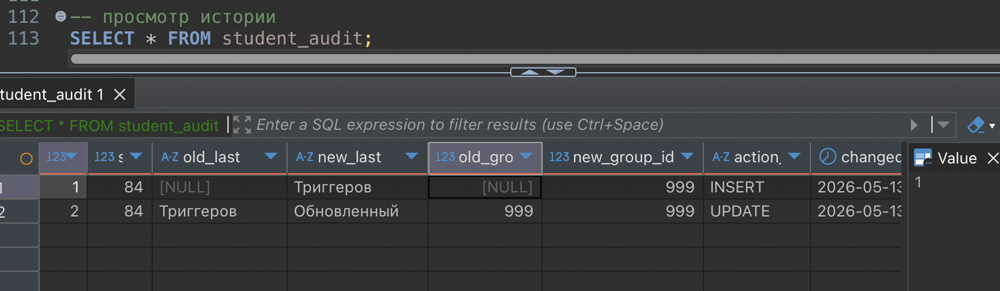 112 -- просмотр истории
113 SELECT * FROM student_audit;
tudent_audit 1
SELECT * FROM student_audit Enter a SQL expression to filter results (use Ctrl+Space)
123 123 s A-Z old_last A-Z new_last 123 old_gro 123 new_group_id A-Z action_ changed Value
1 1 84 [NULL] Триггеров [NULL] 999 INSERT 2026-05-13 1
2 2 84 Триггеров Обновленный 999 999 UPDATE 2026-05-13